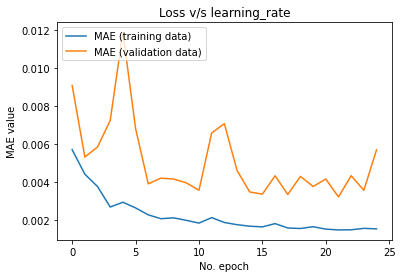 Loss v/s learning_rate
0.012
0.010
0.008
0.006
0.004
0.002
MAE value
MAE (training data)
MAE (validation data)
0
5
10
15
20
25
No. epoch